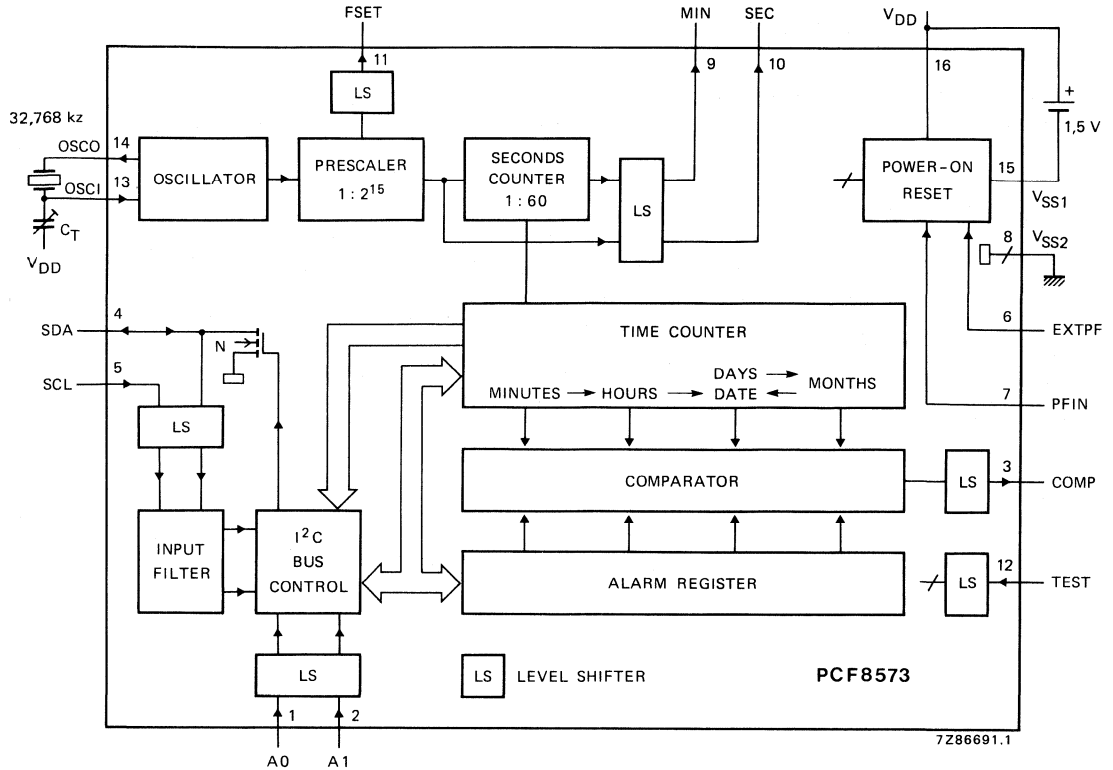 FSET
MIN
SEC
VDD
11
9
10
16
LS
+
1,5 V
32,768 kz
OSCO
14
OSCI
13
CT
VDD
OSCILLATOR
PRESCALER
1 : 2¹⁵
SECONDS
COUNTER
1 : 60
LS
POWER-ON
RESET
15
VSS1
8
VSS2
6
EXTPF
7
PFIN
SDA
4
N
SCL
5
LS
TIME COUNTER
MINUTES
HOURS
DAYS
DATE
MONTHS
COMPARATOR
LS
3
COMP
INPUT
FILTER
I²C
BUS
CONTROL
ALARM REGISTER
LS
12
TEST
LS
LS
LEVEL SHIFTER
PCF8573
1
2
A0
A1
7Z86691.1